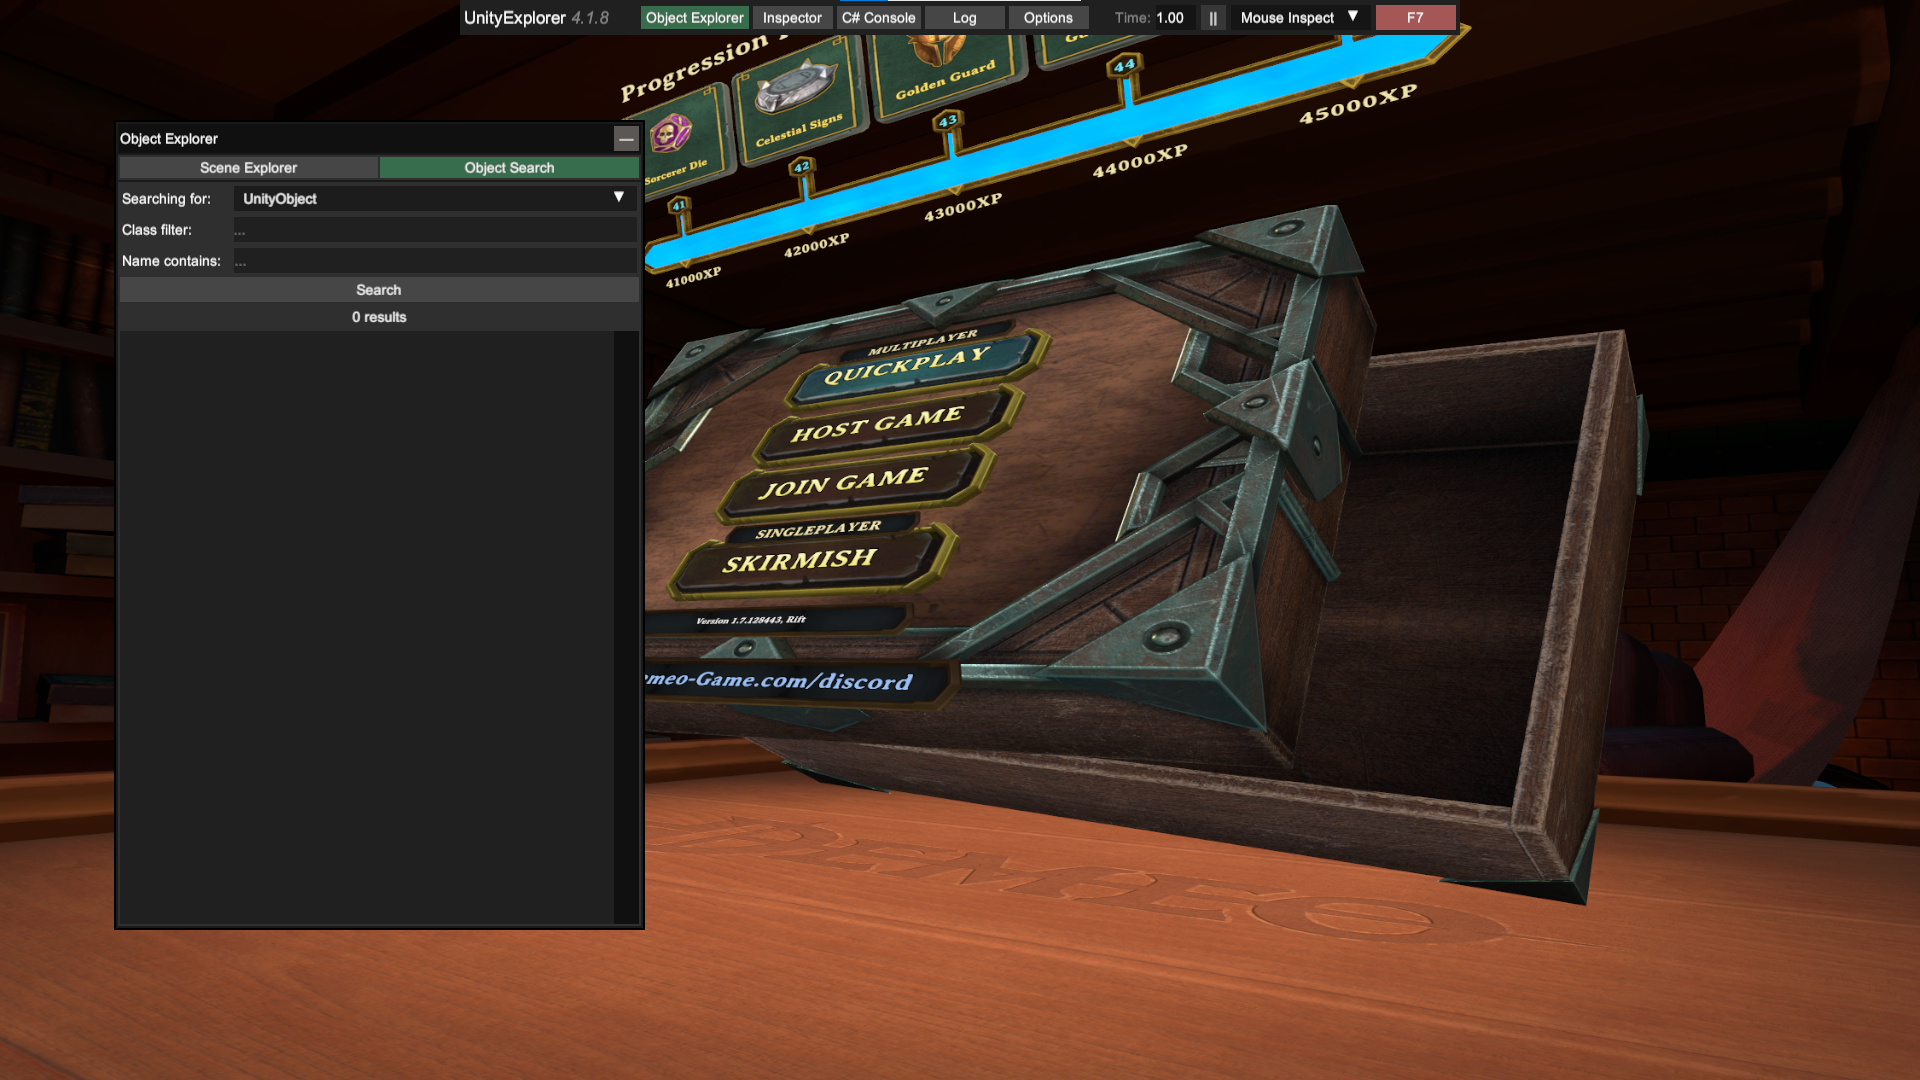 UnityExplorer 4.1.8
Object Explorer
Inspector
C# Console
Log
Options
Time: 1.00
||
Mouse Inspect ▼
F7
Object Explorer
—
Scene Explorer
Object Search
Searching for: UnityObject ▼
Class filter: ...
Name contains: ...
Search
0 results
Progression
Sorcerer Die
Celestial Signs
Golden Guard
41
42
43
44
41000XP
42000XP
43000XP
44000XP
45000XP
MULTIPLAYER
QUICKPLAY
HOST GAME
JOIN GAME
SINGLEPLAYER
SKIRMISH
Version 1.7.128443, Rift
meo-Game.com/discord
DEMEO